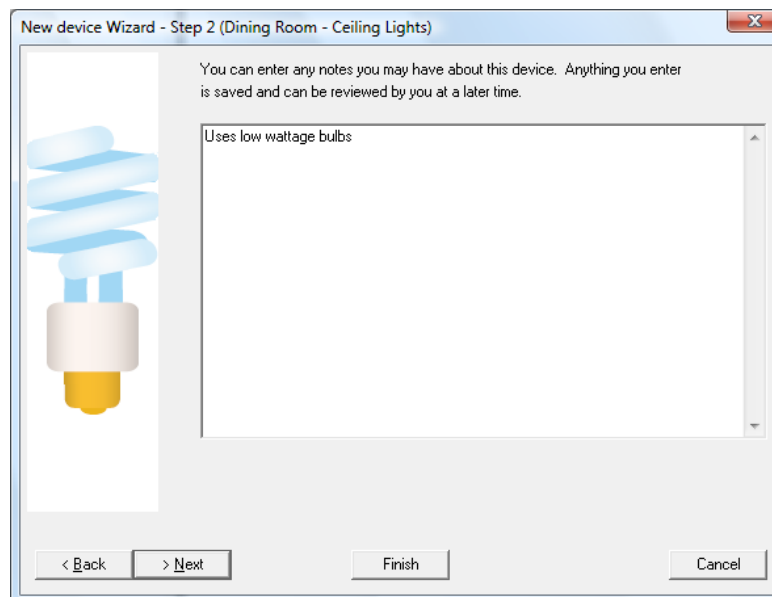 New device Wizard - Step 2 (Dining Room - Ceiling Lights)
You can enter any notes you may have about this device. Anything you enter
is saved and can be reviewed by you at a later time.
Uses low wattage bulbs
< Back
> Next
Finish
Cancel